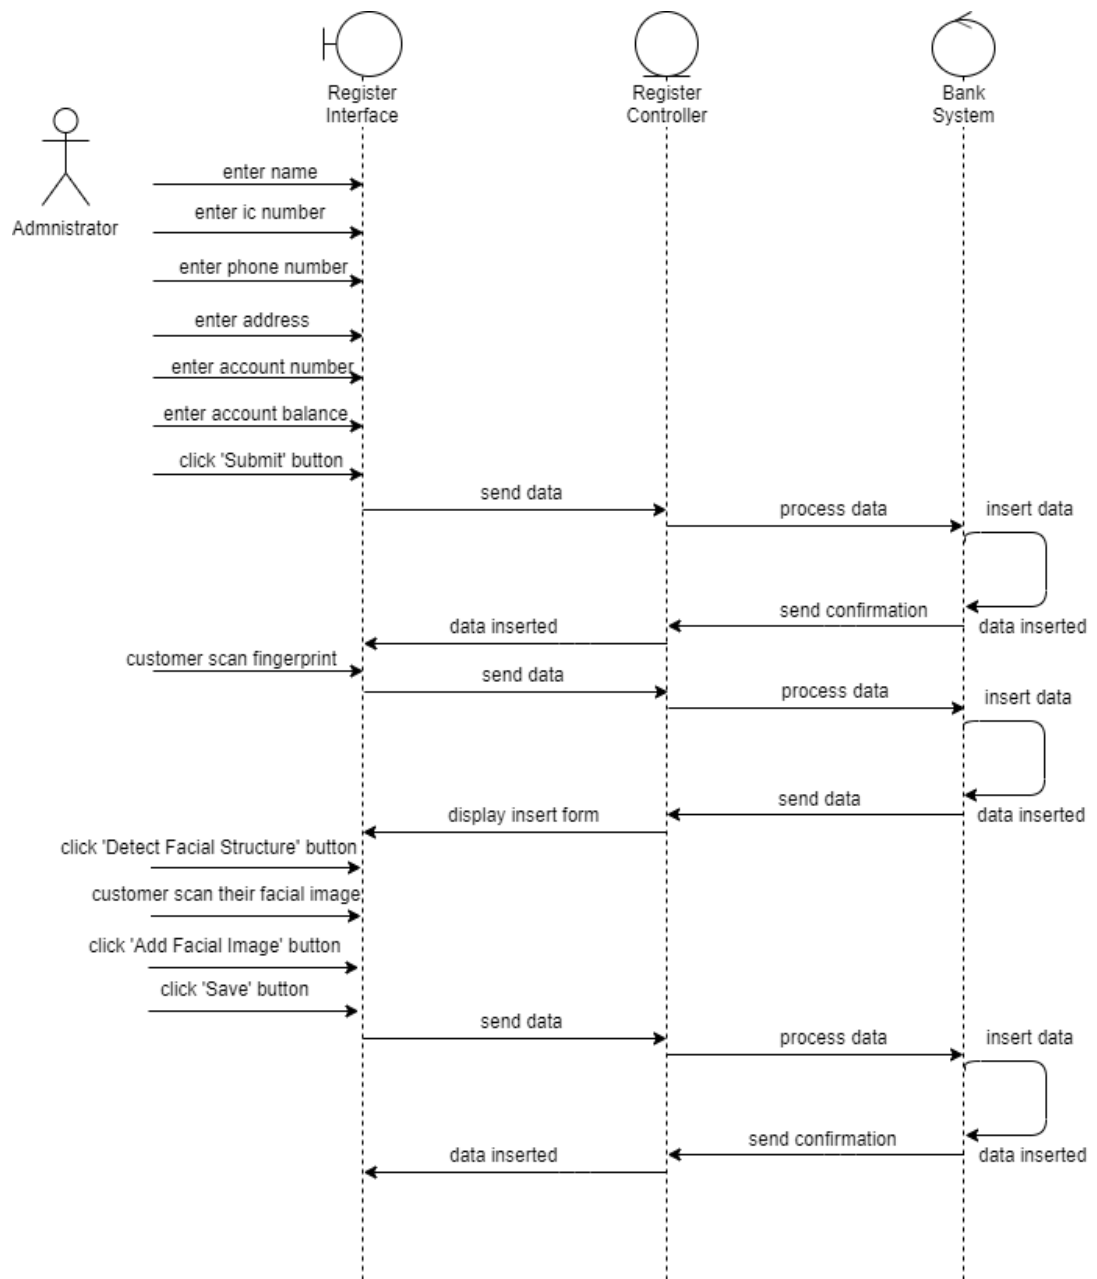 Register
Interface
Register
Controller
Bank
System
Admnistrator
enter name
enter ic number
enter phone number
enter address
enter account number
enter account balance
click 'Submit' button
send data
process data
insert data
send confirmation
data inserted
data inserted
customer scan fingerprint
send data
process data
insert data
send data
data inserted
display insert form
click 'Detect Facial Structure' button
customer scan their facial image
click 'Add Facial Image' button
click 'Save' button
send data
process data
insert data
send confirmation
data inserted
data inserted